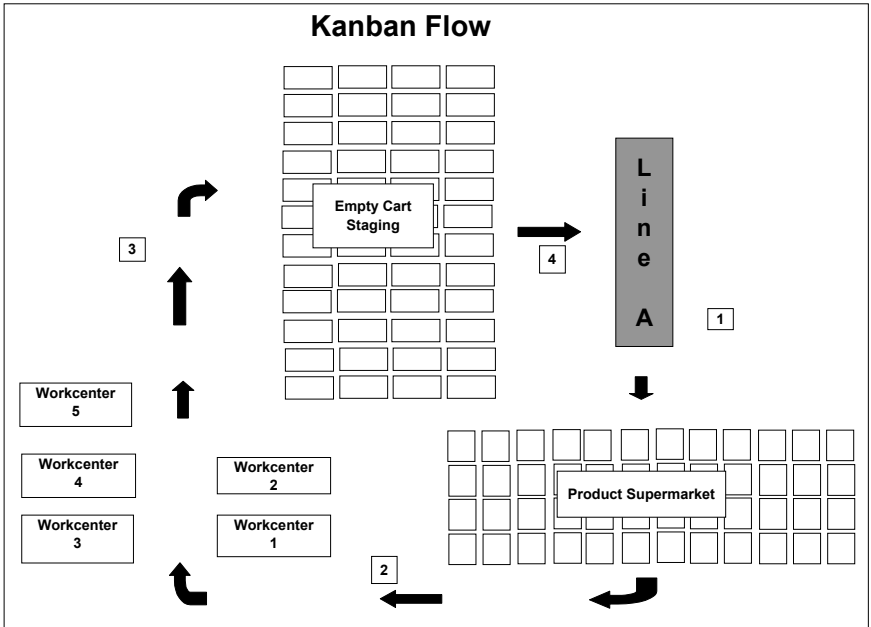 Kanban Flow
Empty Cart
Staging
L
i
n
e
A
3
4
1
Workcenter
5
Workcenter
4
Workcenter
2
Product Supermarket
Workcenter
3
Workcenter
1
2